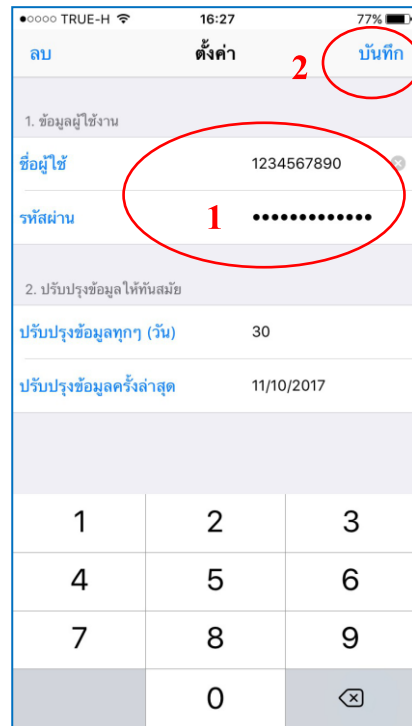 TRUE-H 16:27 77%
ลบ ตั้งค่า 2 บันทึก
1. ข้อมูลผู้ใช้งาน
ชื่อผู้ใช้ 1234567890
รหัสผ่าน 1 •••••••••••••
2. ปรับปรุงข้อมูลให้ทันสมัย
ปรับปรุงข้อมูลทุกๆ (วัน) 30
ปรับปรุงข้อมูลครั้งล่าสุด 11/10/2017
1 2 3
4 5 6
7 8 9
0